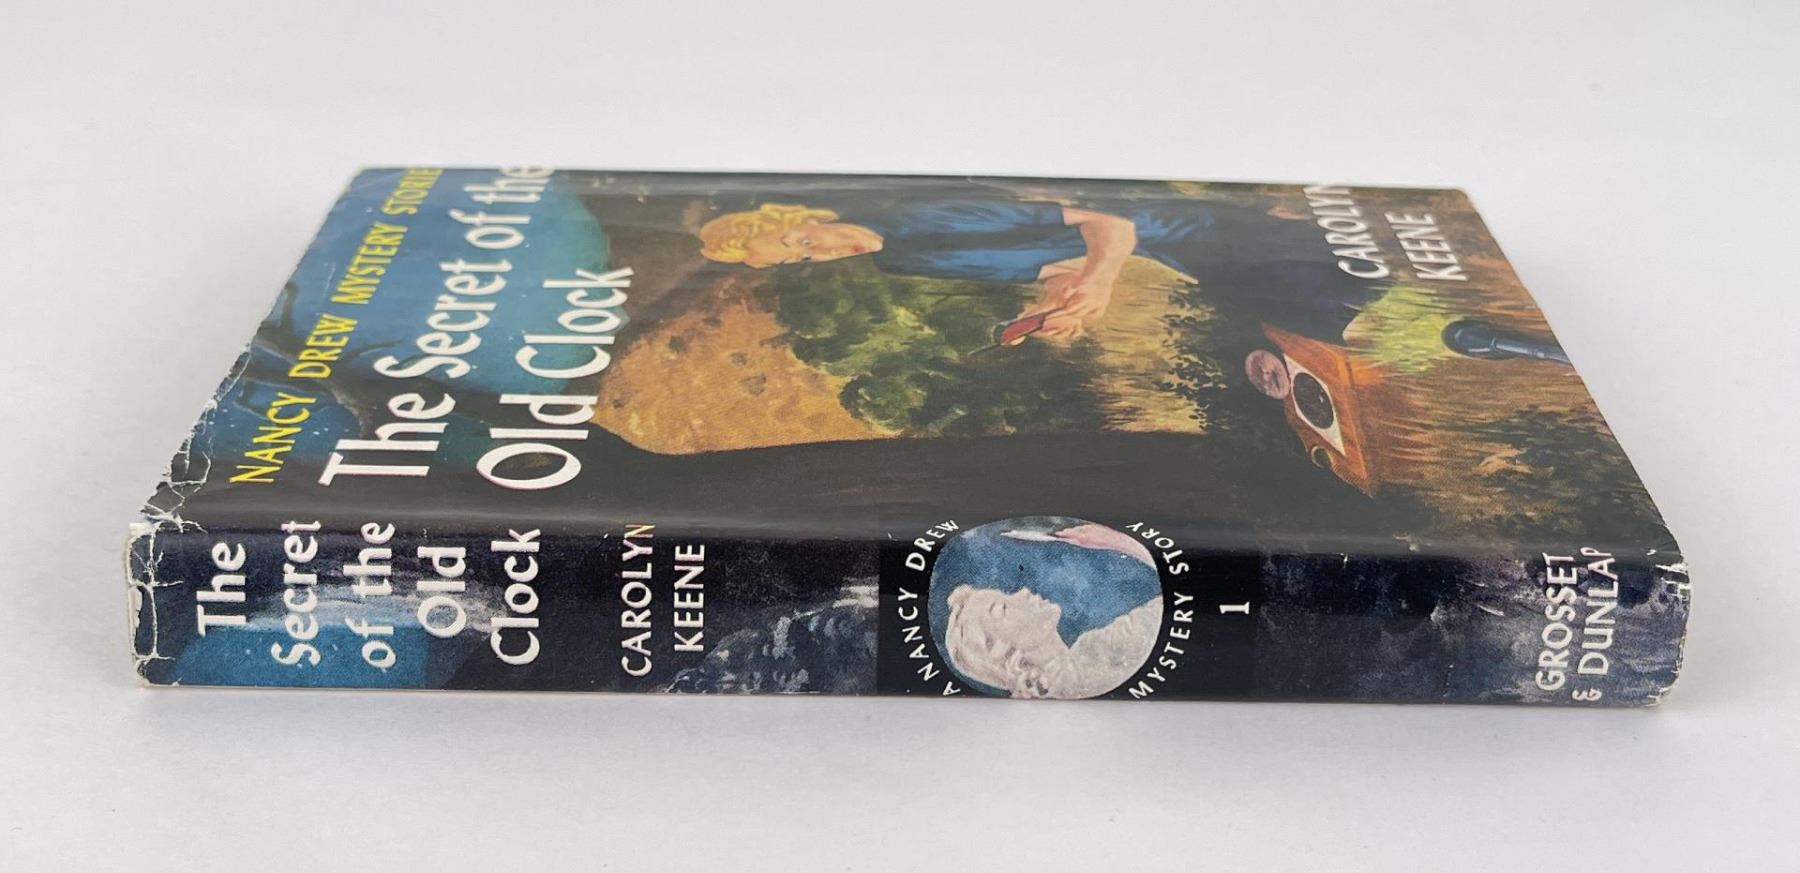 NANCY DREW MYSTERY STORIE
The Secret of the
Old Clock
CAROLYN
KEENE
The
Secret
of the
Old
Clock
CAROLYN
KEENE
A NANCY DREW
MYSTERY STORY
1
GROSSET
& DUNLAP